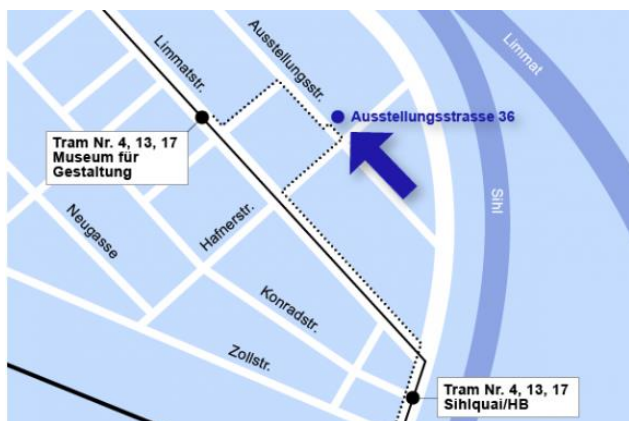 Limmatstr.
Ausstellungsstr.
Limmat
Ausstellungsstrasse 36
Tram Nr. 4, 13, 17
Museum für
Gestaltung
Sihl
Neugasse
Hafnerstr.
Konradstr.
Zollstr.
Tram Nr. 4, 13, 17
Sihlquai/HB